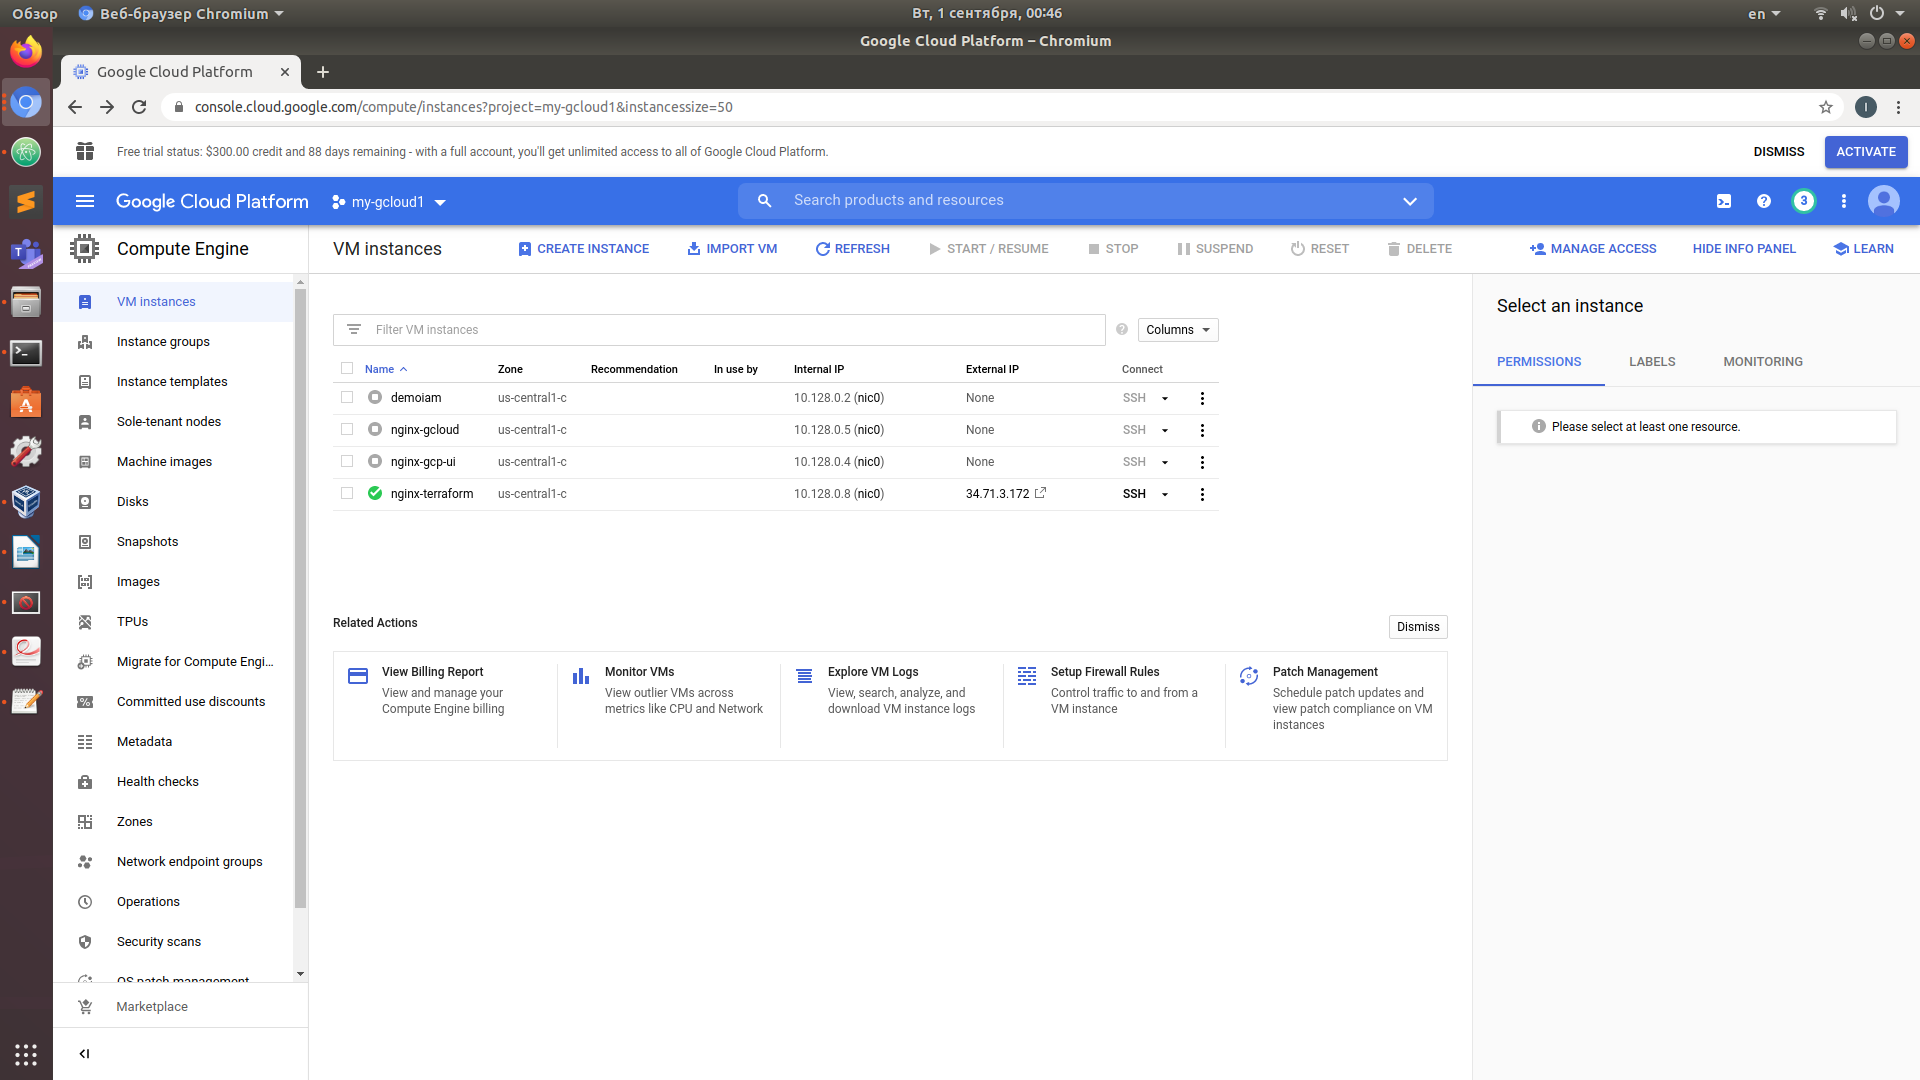 Обзор Веб-браузер Chromium Вт, 1 сентября, 00:46 en
Google Cloud Platform – Chromium
Google Cloud Platform
console.cloud.google.com/compute/instances?project=my-gcloud1&instancessize=50 I
Free trial status: $300.00 credit and 88 days remaining - with a full account, you'll get unlimited access to all of Google Cloud Platform. DISMISS ACTIVATE
Google Cloud Platform my-gcloud1 Search products and resources 3
Compute Engine VM instances CREATE INSTANCE IMPORT VM REFRESH START / RESUME STOP SUSPEND RESET DELETE MANAGE ACCESS HIDE INFO PANEL LEARN
VM instances
Instance groups
Instance templates
Sole-tenant nodes
Machine images
Disks
Snapshots
Images
TPUs
Migrate for Compute Engi...
Committed use discounts
Metadata
Health checks
Zones
Network endpoint groups
Operations
Security scans
OS patch management
Marketplace
Filter VM instances Columns
Name Zone Recommendation In use by Internal IP External IP Connect
demoiam us-central1-c 10.128.0.2 (nic0) None SSH
nginx-gcloud us-central1-c 10.128.0.5 (nic0) None SSH
nginx-gcp-ui us-central1-c 10.128.0.4 (nic0) None SSH
nginx-terraform us-central1-c 10.128.0.8 (nic0) 34.71.3.172 SSH
Related Actions Dismiss
View Billing Report
View and manage your
Compute Engine billing
Monitor VMs
View outlier VMs across
metrics like CPU and Network
Explore VM Logs
View, search, analyze, and
download VM instance logs
Setup Firewall Rules
Control traffic to and from a
VM instance
Patch Management
Schedule patch updates and
view patch compliance on VM
instances
Select an instance
PERMISSIONS LABELS MONITORING
Please select at least one resource.